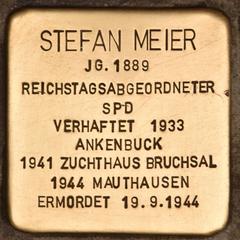 STEFAN MEIER
JG. 1889
REICHSTAGSABGEORDNETER
SPD
VERHAFTET 1933
ANKENBUCK
1941 ZUCHTHAUS BRUCHSAL
1944 MAUTHAUSEN
ERMORDET 19.9.1944